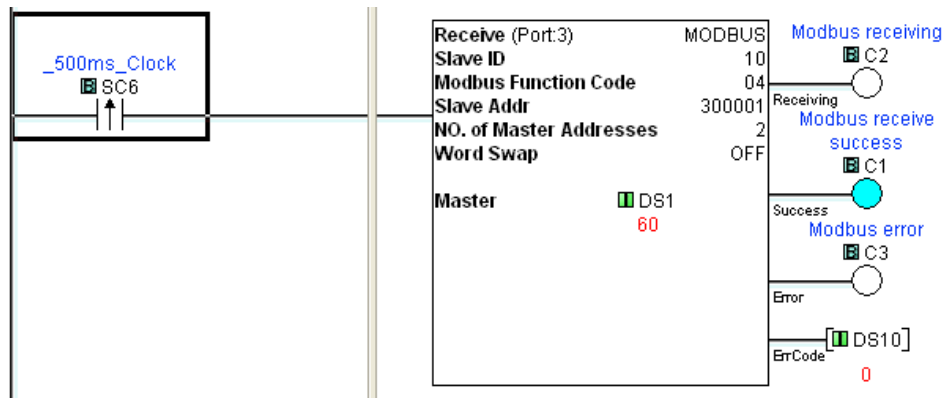 _500ms_Clock
SC6
Receive (Port:3) MODBUS
Slave ID 10
Modbus Function Code 04
Slave Addr 300001
NO. of Master Addresses 2
Word Swap OFF
Master DS1
60
Modbus receiving
C2
Receiving
Modbus receive
success
C1
Success
Modbus error
C3
Error
DS10
ErrCode
0